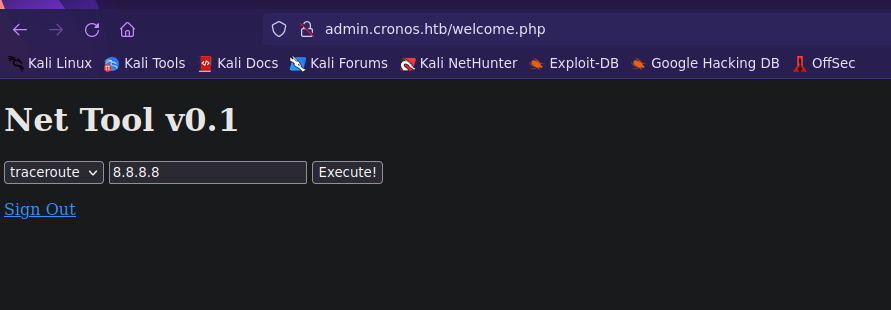 admin.cronos.htb/welcome.php
Kali Linux Kali Tools Kali Docs Kali Forums Kali NetHunter Exploit-DB Google Hacking DB OffSec
Net Tool v0.1
traceroute 8.8.8.8 Execute!
Sign Out